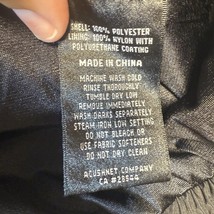 SHELL: 100% POLYESTER
LINING: 100% NYLON WITH
POLYURETHANE COATING
MADE IN CHINA
MACHINE WASH COLD
RINSE THOROUGHLY
TUMBLE DRY LOW
REMOVE IMMEDIATELY
WASH DARKS SEPARATELY
STEAM IRON LOW SETTING
DO NOT BLEACH OR
USE FABRIC SOFTENERS
DO NOT DRY CLEAN
ACUSHNET COMPANY
CA #28544